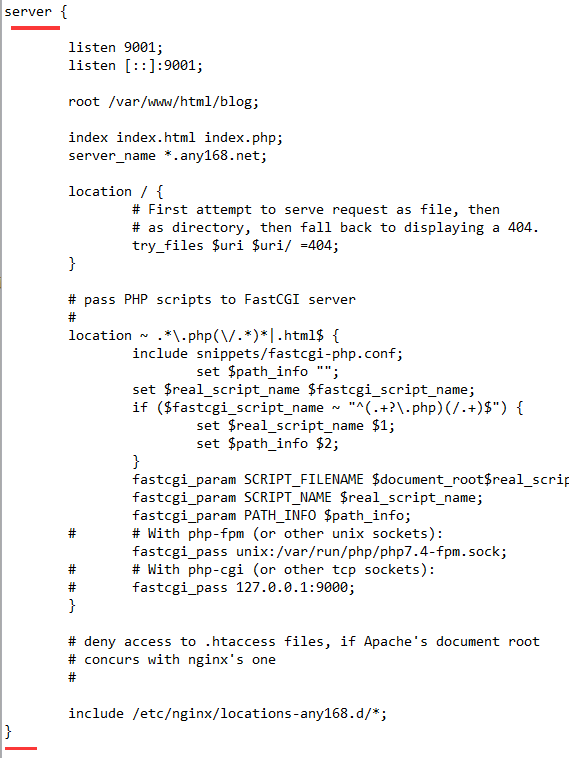 server {
listen 9001;
listen [::]:9001;
root /var/www/html/blog;
index index.html index.php;
server_name *.any168.net;
location / {
# First attempt to serve request as file, then
# as directory, then fall back to displaying a 404.
try_files $uri $uri/ =404;
}
# pass PHP scripts to FastCGI server
#
location ~ .*\.php(\/.*)*|.html$ {
include snippets/fastcgi-php.conf;
set $path_info "";
set $real_script_name $fastcgi_script_name;
if ($fastcgi_script_name ~ "^(.+?\.php)(/.+)$") {
set $real_script_name $1;
set $path_info $2;
}
fastcgi_param SCRIPT_FILENAME $document_root$real_scrip
fastcgi_param SCRIPT_NAME $real_script_name;
fastcgi_param PATH_INFO $path_info;
# # With php-fpm (or other unix sockets):
fastcgi_pass unix:/var/run/php/php7.4-fpm.sock;
# # With php-cgi (or other tcp sockets):
# fastcgi_pass 127.0.0.1:9000;
}
# deny access to .htaccess files, if Apache's document root
# concurs with nginx's one
#
include /etc/nginx/locations-any168.d/*;
}